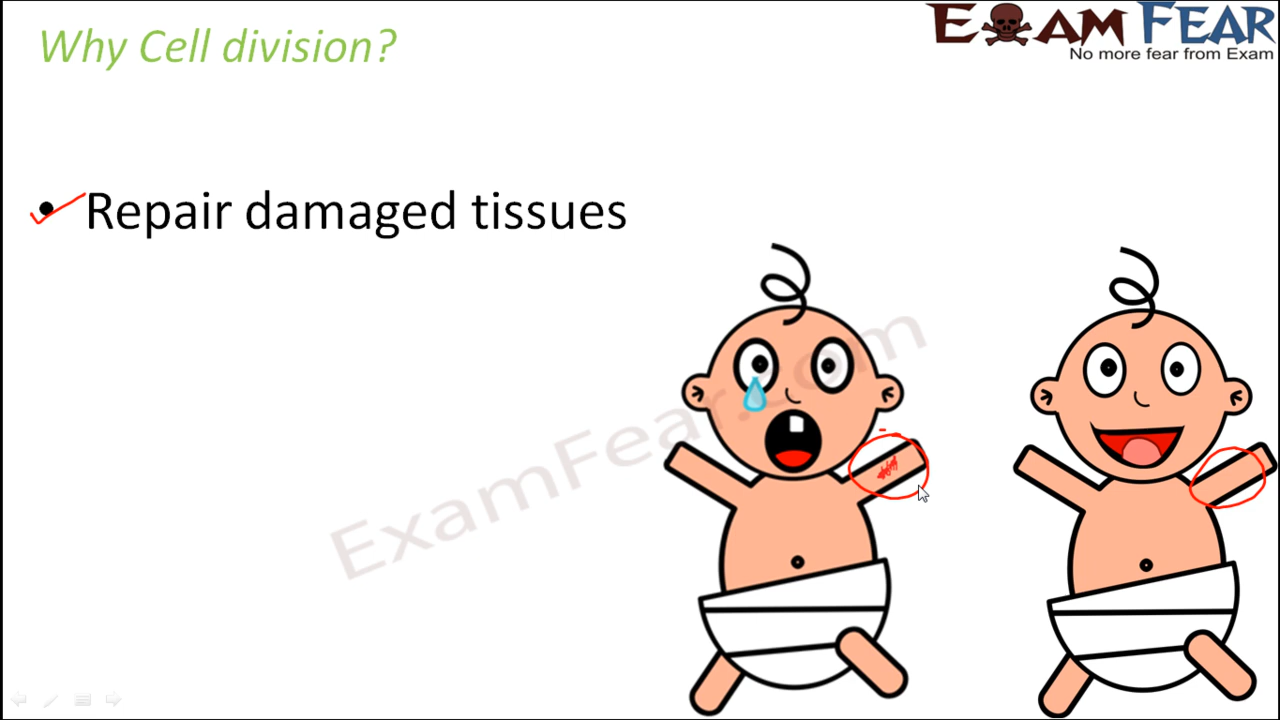 Why Cell division?
EXAM FEAR
No more fear from Exam
• Repair damaged tissues
ExamFear.com